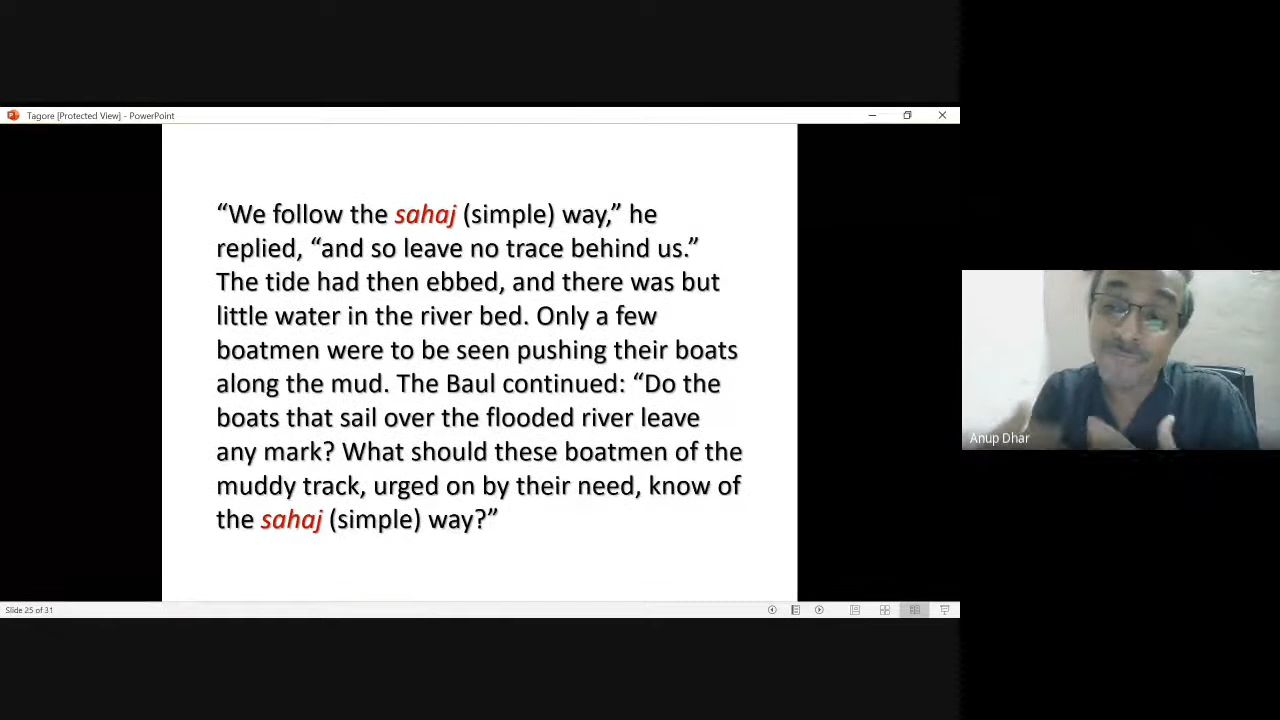 Tagore [Protected View] - PowerPoint
“We follow the sahaj (simple) way,” he
replied, “and so leave no trace behind us.”
The tide had then ebbed, and there was but
little water in the river bed. Only a few
boatmen were to be seen pushing their boats
along the mud. The Baul continued: “Do the
boats that sail over the flooded river leave
any mark? What should these boatmen of the
muddy track, urged on by their need, know of
the sahaj (simple) way?”
Anup Dhar
Slide 25 of 31